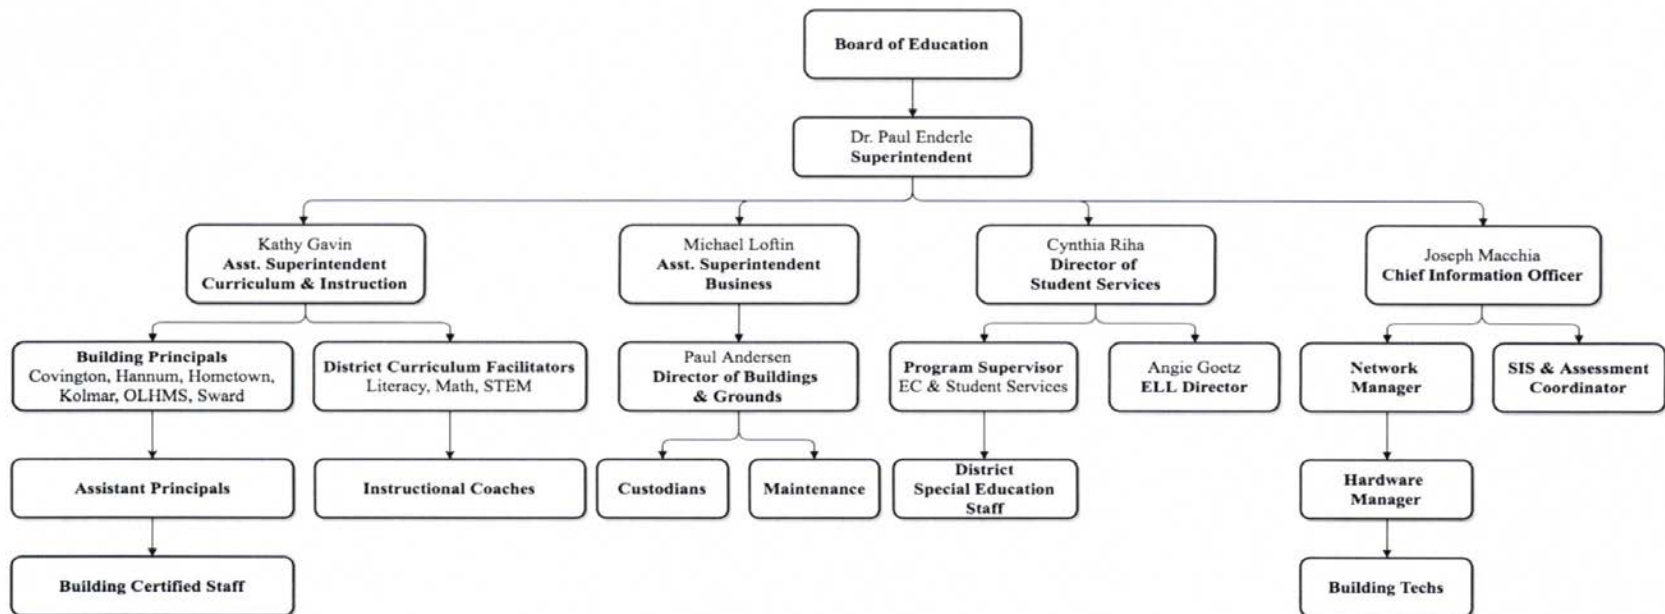 Board of Education
Dr. Paul Enderle
Superintendent
Kathy Gavin
Asst. Superintendent
Curriculum & Instruction
Michael Loftin
Asst. Superintendent
Business
Cynthia Riha
Director of
Student Services
Joseph Macchia
Chief Information Officer
Building Principals
Covington, Hannum, Hometown,
Kolmar, OLHMS, Sward
District Curriculum Facilitators
Literacy, Math, STEM
Paul Andersen
Director of Buildings
& Grounds
Program Supervisor
EC & Student Services
Angie Goetz
ELL Director
Network
Manager
SIS & Assessment
Coordinator
Assistant Principals
Instructional Coaches
Custodians
Maintenance
District
Special Education
Staff
Hardware
Manager
Building Certified Staff
Building Techs